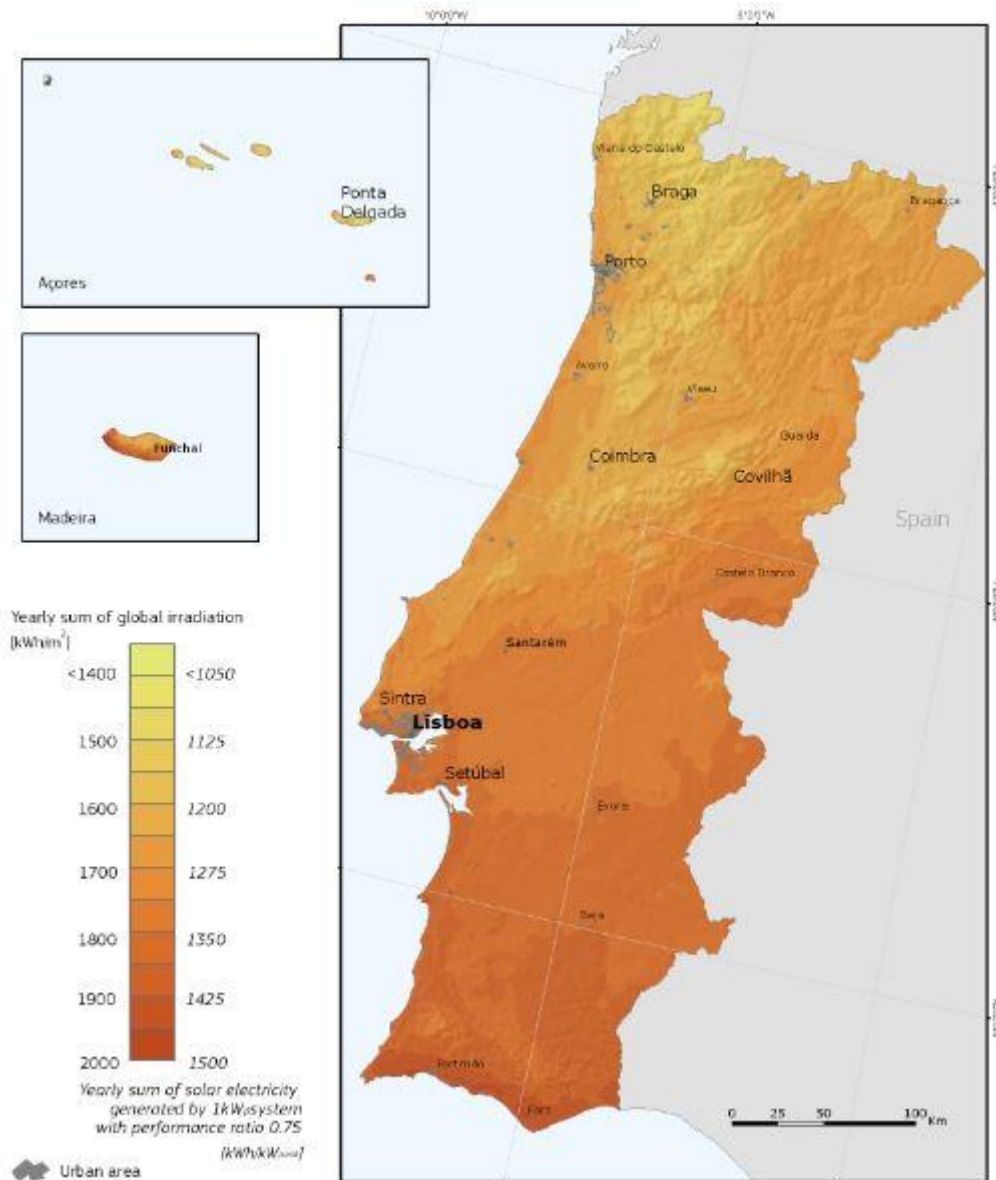 Ponta
Delgada
Açores
Funchal
Madeira
Viana do Castelo
Braga
Bragança
Porto
Aveiro
Viseu
Guarda
Coimbra
Covilhã
Spain
Castelo Branco
Santarém
Sintra
Lisboa
Setúbal
Évora
Beja
Portimão
Faro
Yearly sum of global irradiation
[kWh/m²]
<1400 <1050
1500 1125
1600 1200
1700 1275
1800 1350
1900 1425
2000 1500
Yearly sum of solar electricity
generated by 1kWp system
with performance ratio 0.75
Urban area
0 25 50 100
Km